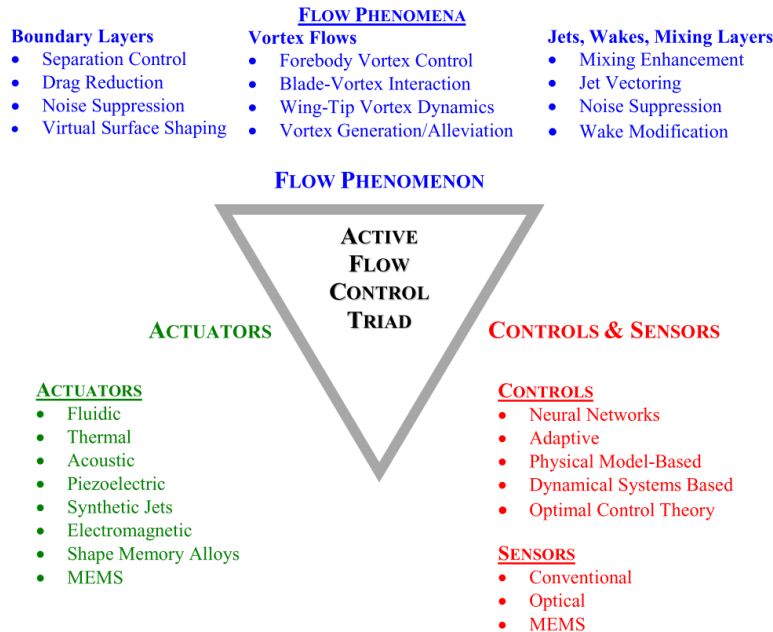 FLOW PHENOMENA
Boundary Layers
• Separation Control
• Drag Reduction
• Noise Suppression
• Virtual Surface Shaping
Vortex Flows
• Forebody Vortex Control
• Blade-Vortex Interaction
• Wing-Tip Vortex Dynamics
• Vortex Generation/Alleviation
Jets, Wakes, Mixing Layers
• Mixing Enhancement
• Jet Vectoring
• Noise Suppression
• Wake Modification
FLOW PHENOMENON
ACTIVE
FLOW
CONTROL
TRIAD
ACTUATORS
CONTROLS & SENSORS
ACTUATORS
• Fluidic
• Thermal
• Acoustic
• Piezoelectric
• Synthetic Jets
• Electromagnetic
• Shape Memory Alloys
• MEMS
CONTROLS
• Neural Networks
• Adaptive
• Physical Model-Based
• Dynamical Systems Based
• Optimal Control Theory
SENSORS
• Conventional
• Optical
• MEMS